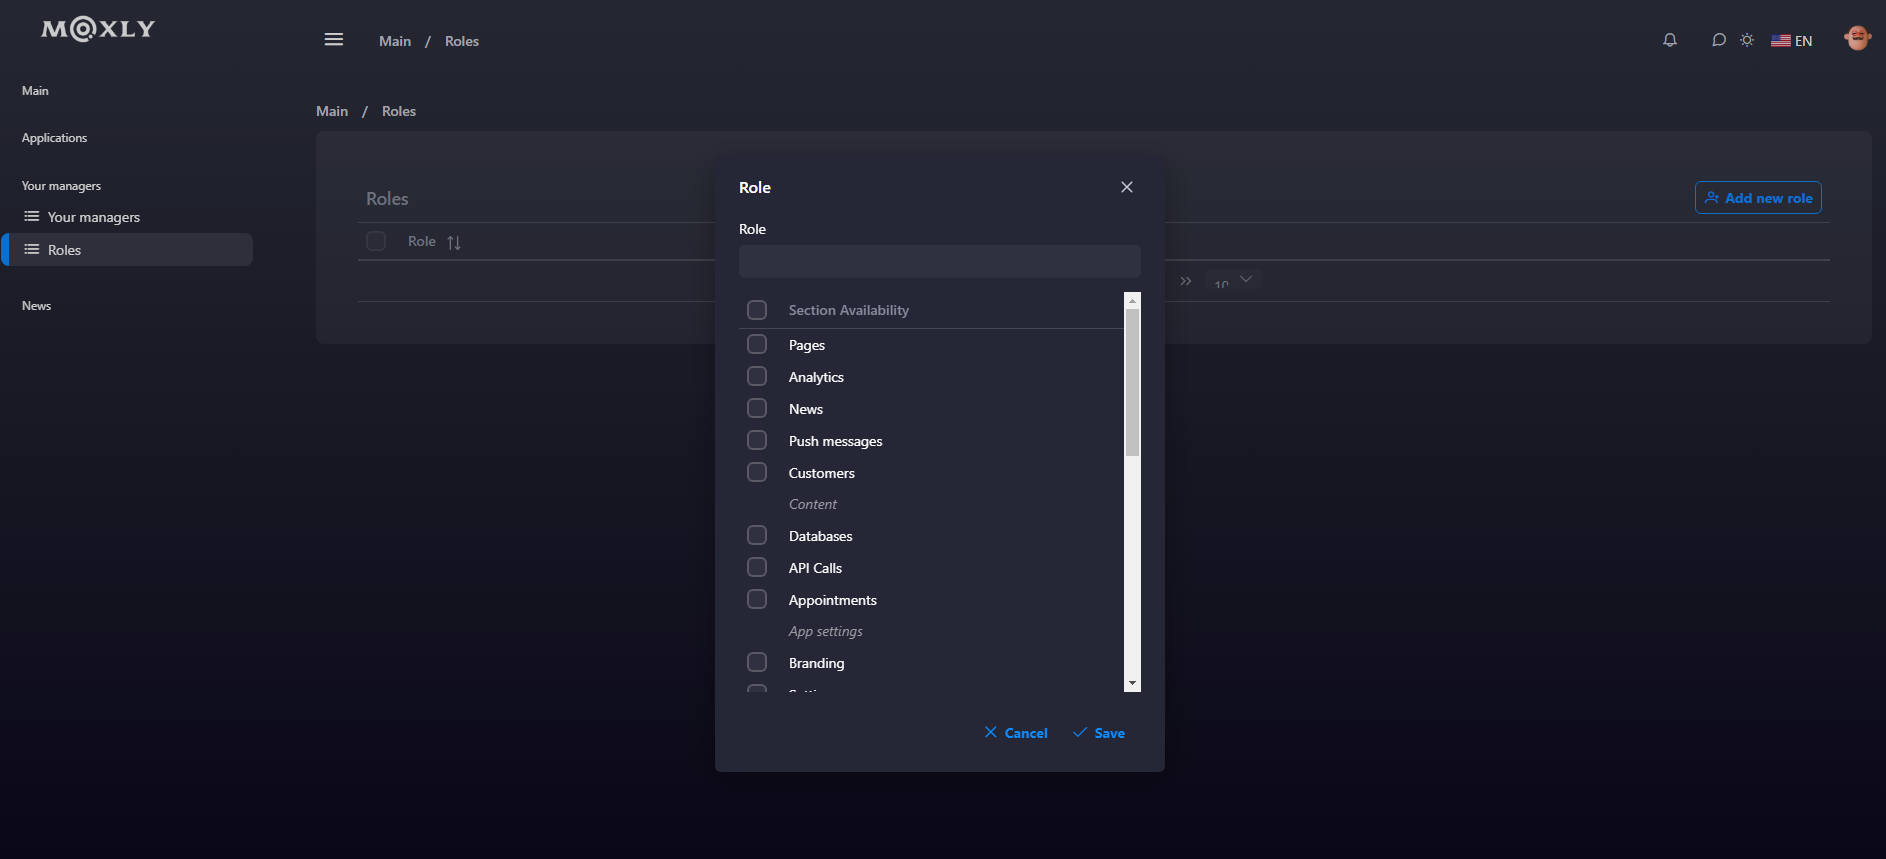 MOXLY
Main / Roles
EN
Main
Applications
Your managers
Your managers
Roles
News
Main / Roles
Roles
Add new role
Role
10
Role
Role
Section Availability
Pages
Analytics
News
Push messages
Customers
Content
Databases
API Calls
Appointments
App settings
Branding
Cancel
Save